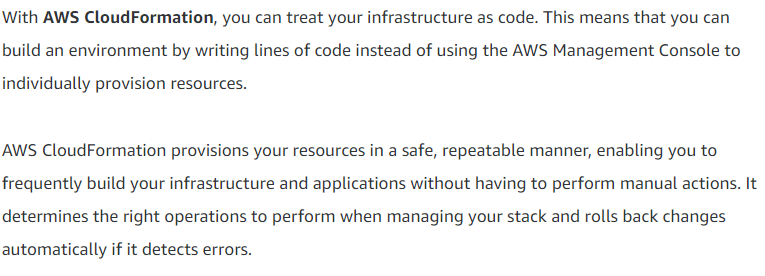 With AWS CloudFormation, you can treat your infrastructure as code. This means that you can
build an environment by writing lines of code instead of using the AWS Management Console to
individually provision resources.
AWS CloudFormation provisions your resources in a safe, repeatable manner, enabling you to
frequently build your infrastructure and applications without having to perform manual actions. It
determines the right operations to perform when managing your stack and rolls back changes
automatically if it detects errors.